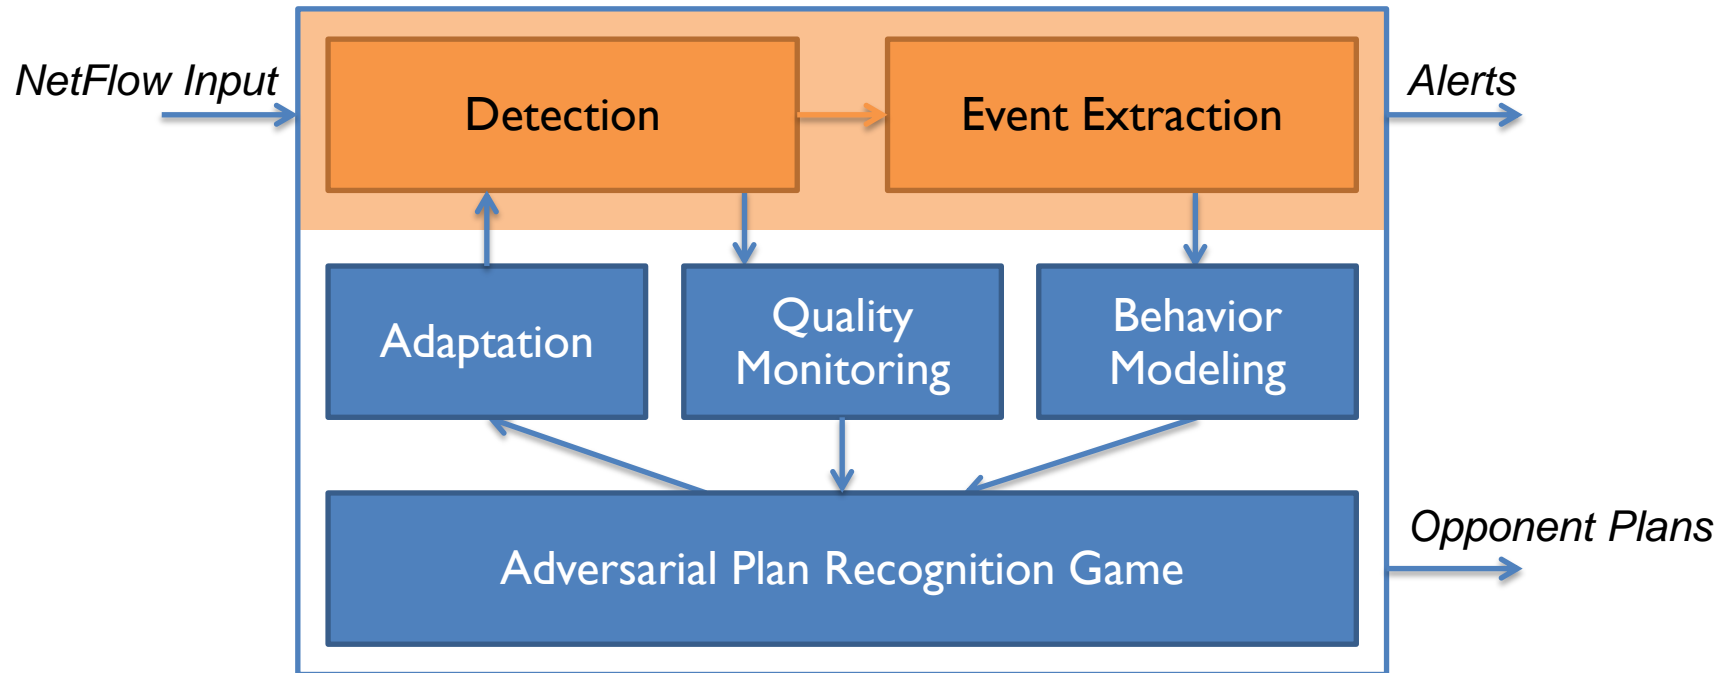 NetFlow Input
Detection
Event Extraction
Alerts
Adaptation
Quality
Monitoring
Behavior
Modeling
Adversarial Plan Recognition Game
Opponent Plans